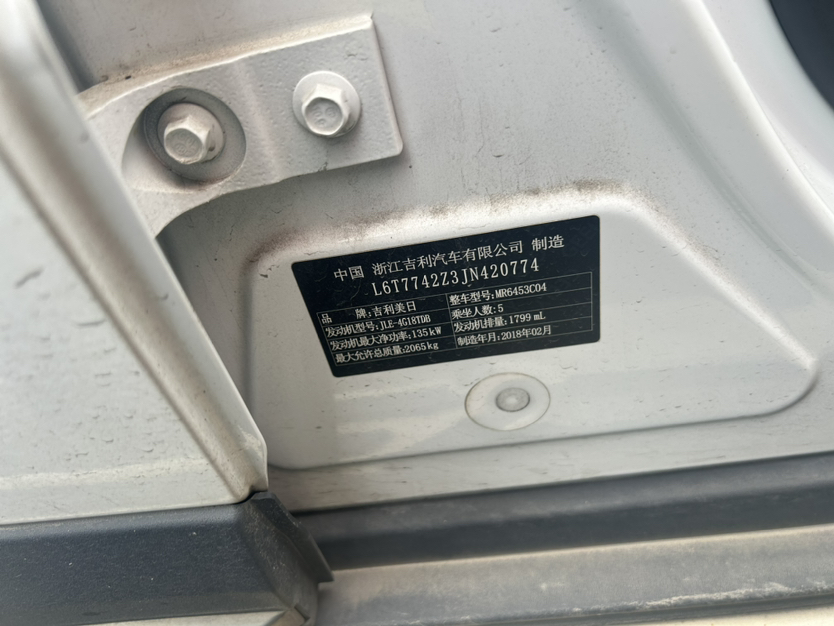 中国 浙江吉利汽车有限公司 制造
L6T7742Z3JN420774
品 牌:吉利美日 整车型号:MR6453C04
发动机型号:JLE-4G18TDB 乘坐人数:5
发动机最大净功率:135kW 发动机排量:1799 mL
最大允许总质量:2065kg 制造年月:2018年02月